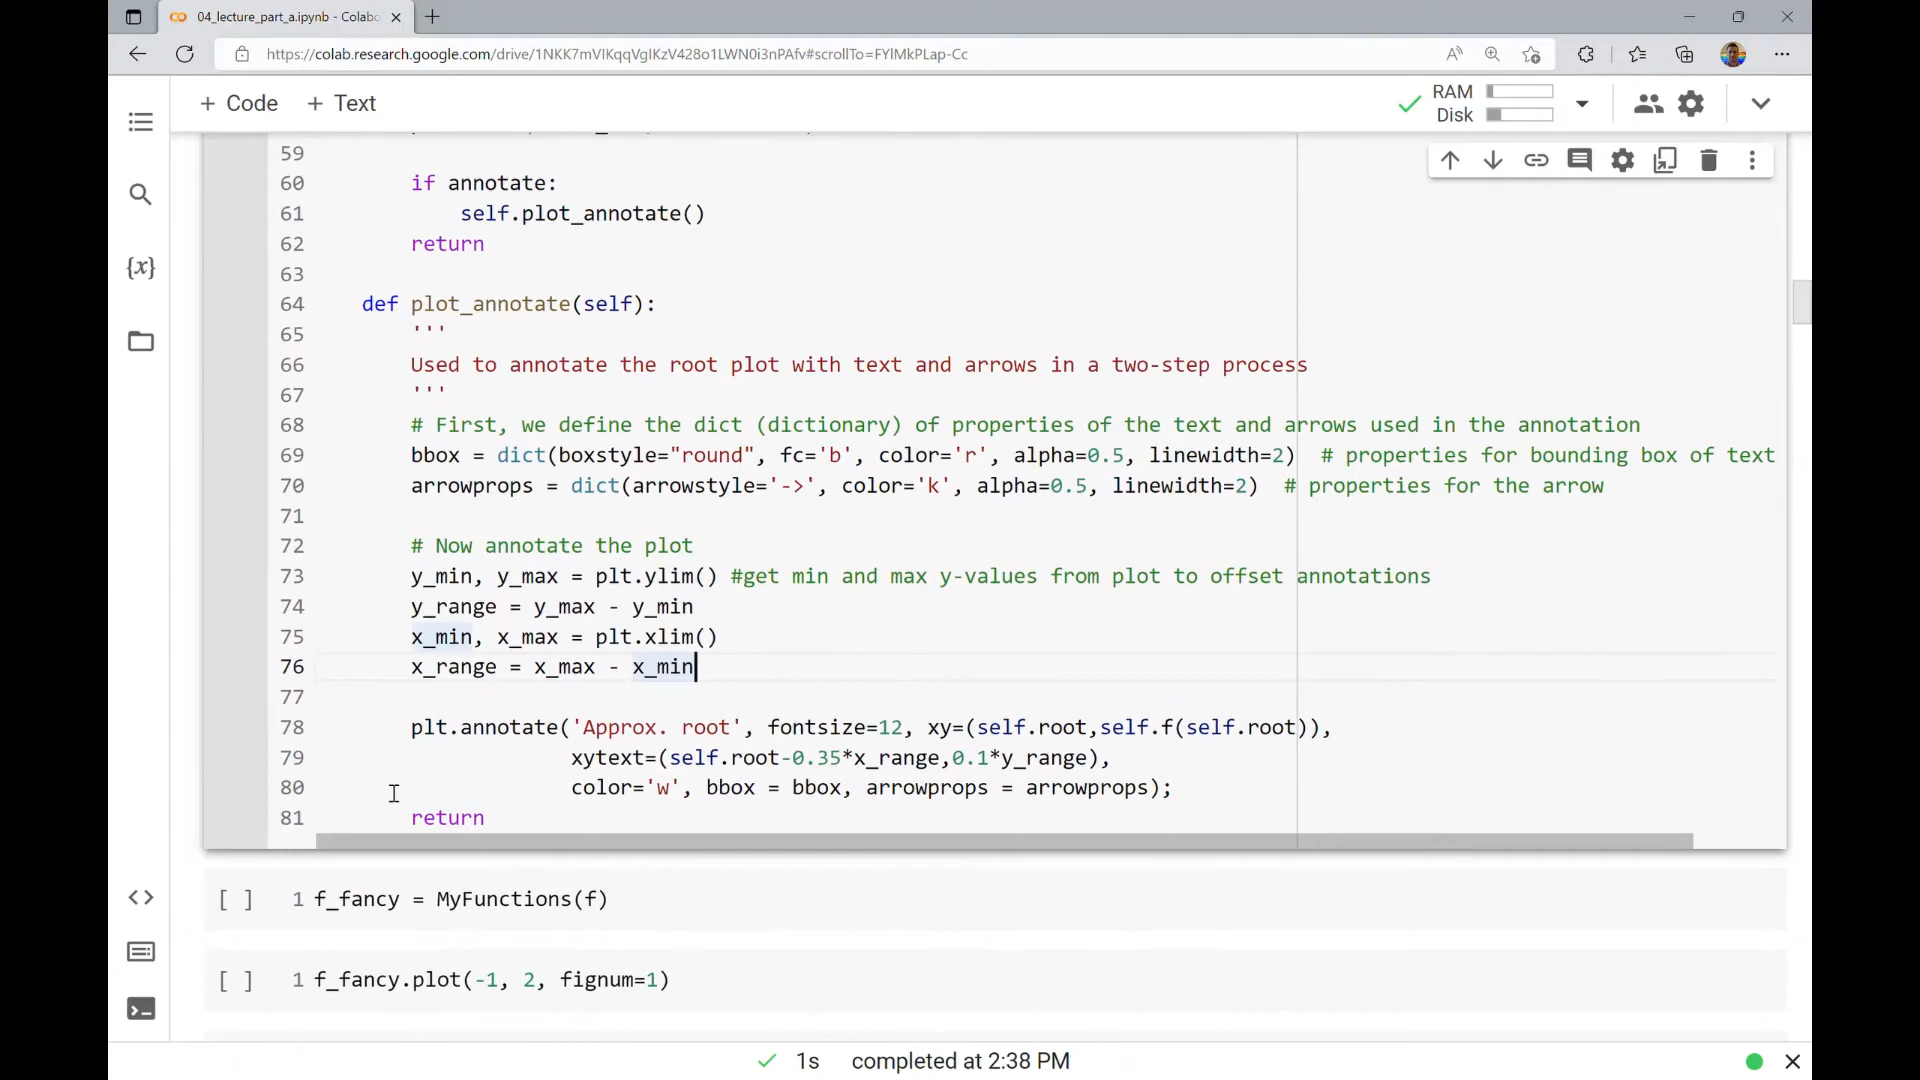 04_lecture_part_a.ipynb - Colabo
https://colab.research.google.com/drive/1NKK7mVIKqqVgIKzV428o1LWN0i3nPAfv#scrollTo=FYlMkPLap-Cc
+ Code + Text
RAM
Disk
59
60 if annotate:
61 self.plot_annotate()
62 return
63
64 def plot_annotate(self):
65 '''
66 Used to annotate the root plot with text and arrows in a two-step process
67 '''
68 # First, we define the dict (dictionary) of properties of the text and arrows used in the annotation
69 bbox = dict(boxstyle="round", fc='b', color='r', alpha=0.5, linewidth=2) # properties for bounding box of text
70 arrowprops = dict(arrowstyle='->', color='k', alpha=0.5, linewidth=2) # properties for the arrow
71
72 # Now annotate the plot
73 y_min, y_max = plt.ylim() #get min and max y-values from plot to offset annotations
74 y_range = y_max - y_min
75 x_min, x_max = plt.xlim()
76 x_range = x_max - x_min
77
78 plt.annotate('Approx. root', fontsize=12, xy=(self.root,self.f(self.root)),
79 xytext=(self.root-0.35*x_range,0.1*y_range),
80 color='w', bbox = bbox, arrowprops = arrowprops);
81 return
[ ] 1 f_fancy = MyFunctions(f)
[ ] 1 f_fancy.plot(-1, 2, fignum=1)
1s completed at 2:38 PM